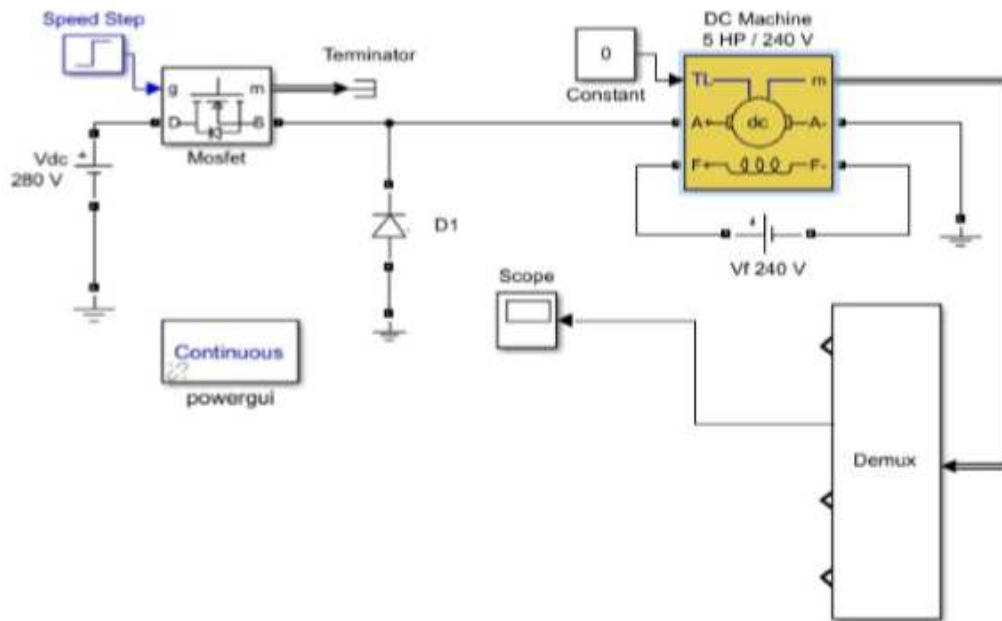 Speed Step
DC Machine
5 HP / 240 V
Terminator
0
Constant
g
m
D
S
Mosfet
TL
m
A+
dc
A-
F+
F-
Vdc
280 V
+
D1
+
Vf 240 V
Scope
Continuous
powergui
Demux